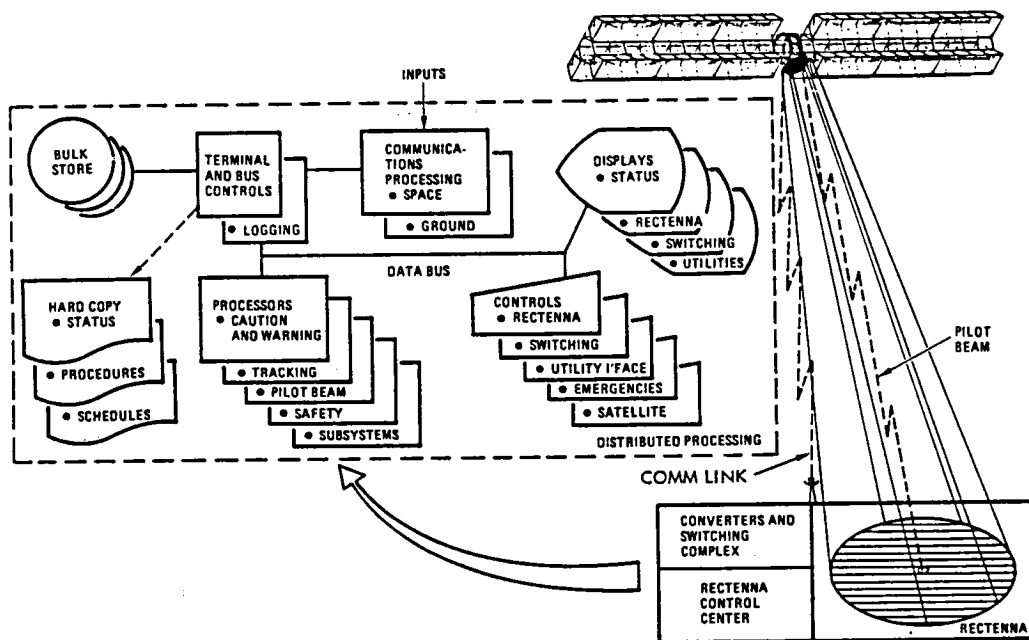 INPUTS
BULK
STORE
TERMINAL
AND BUS
CONTROLS
● LOGGING
COMMUNICA-
TIONS
PROCESSING
● SPACE
● GROUND
DISPLAYS
● STATUS
● RECTENNA
● SWITCHING
● UTILITIES
DATA BUS
HARD COPY
● STATUS
● PROCEDURES
● SCHEDULES
PROCESSORS
● CAUTION
AND WARNING
● TRACKING
● PILOT BEAM
● SAFETY
● SUBSYSTEMS
CONTROLS
● RECTENNA
● SWITCHING
● UTILITY I'FACE
● EMERGENCIES
● SATELLITE
DISTRIBUTED PROCESSING
PILOT
BEAM
COMM LINK
CONVERTERS AND
SWITCHING
COMPLEX
RECTENNA
CONTROL
CENTER
RECTENNA